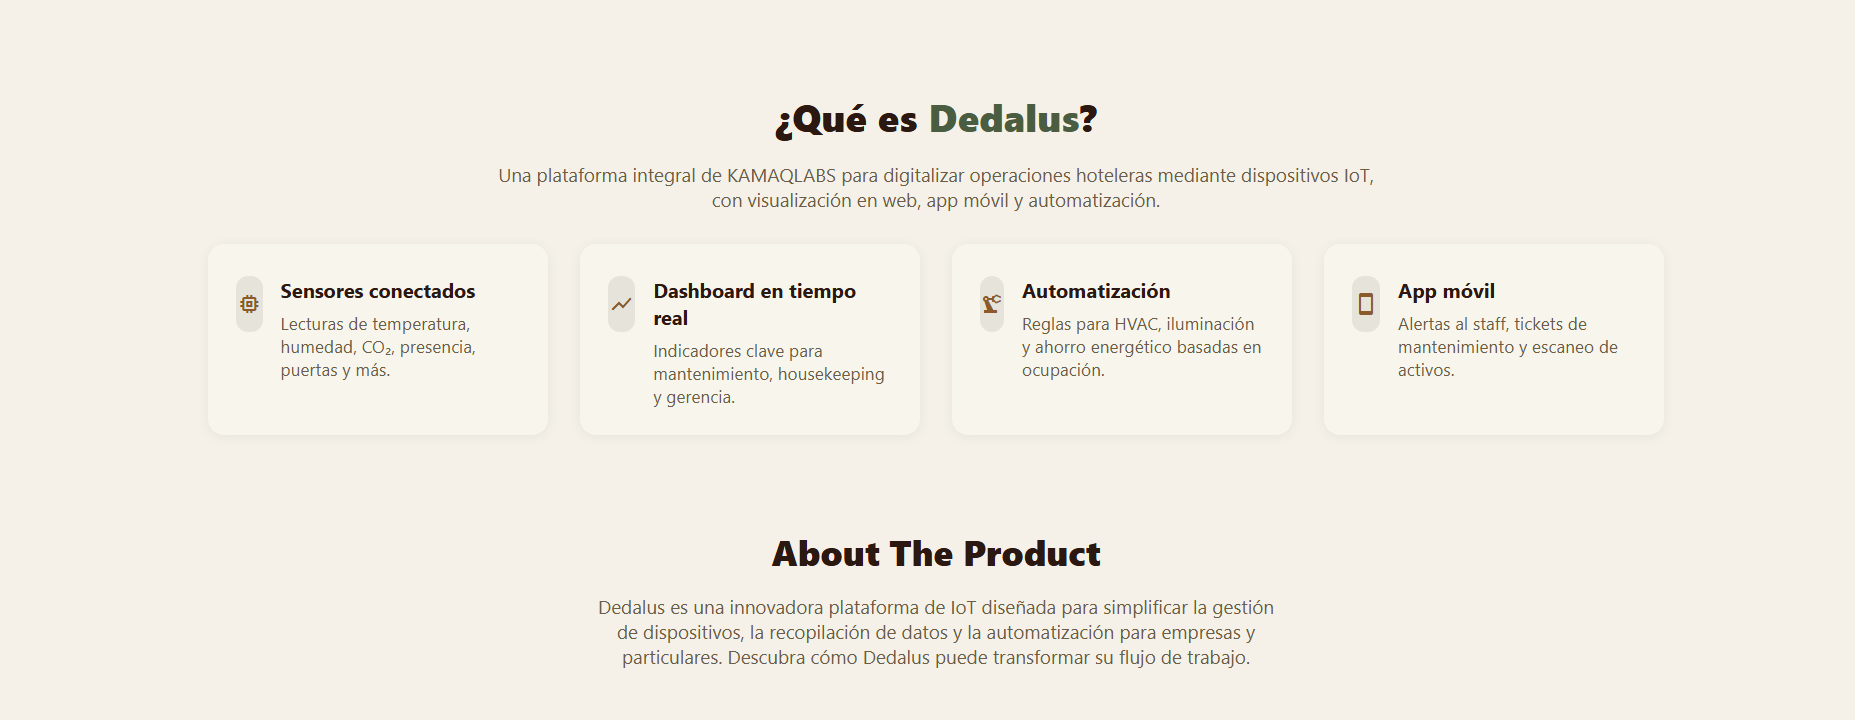 ¿Qué es Dedalus?
Una plataforma integral de KAMAQLABS para digitalizar operaciones hoteleras mediante dispositivos IoT,
con visualización en web, app móvil y automatización.
Sensores conectados
Lecturas de temperatura,
humedad, CO₂, presencia,
puertas y más.
Dashboard en tiempo
real
Indicadores clave para
mantenimiento, housekeeping
y gerencia.
Automatización
Reglas para HVAC, iluminación
y ahorro energético basadas en
ocupación.
App móvil
Alertas al staff, tickets de
mantenimiento y escaneo de
activos.
About The Product
Dedalus es una innovadora plataforma de IoT diseñada para simplificar la gestión
de dispositivos, la recopilación de datos y la automatización para empresas y
particulares. Descubra cómo Dedalus puede transformar su flujo de trabajo.